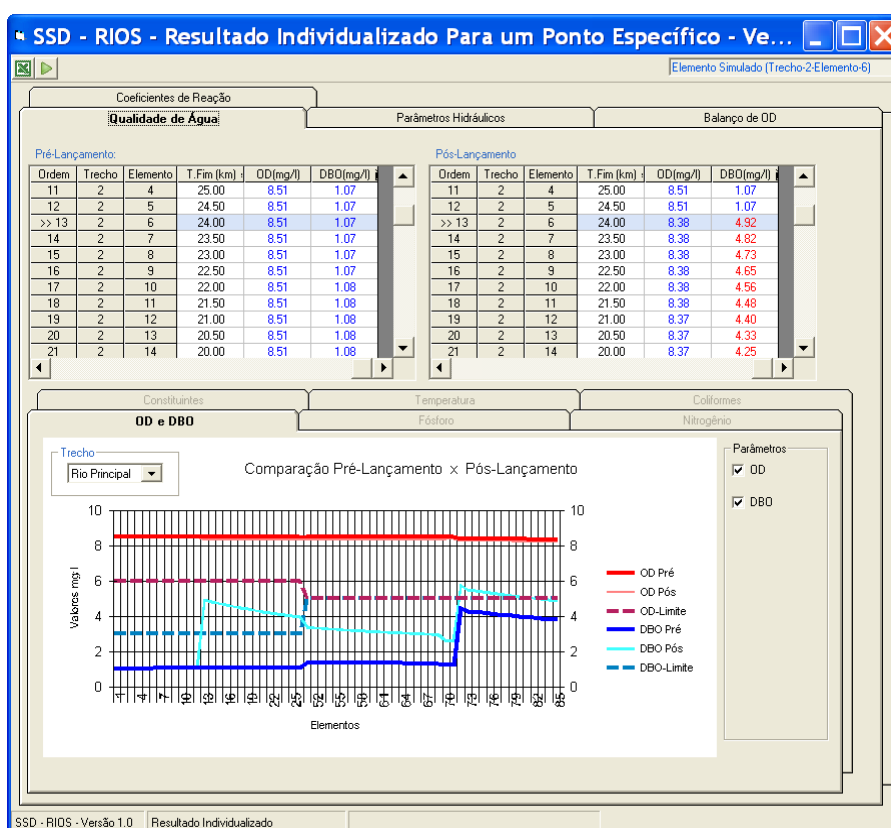 SSD - RIOS - Resultado Individualizado Para um Ponto Específico - Ve...
Elemento Simulado (Trecho-2-Elemento-6)
Coeficientes de Reação
Qualidade de Água Parâmetros Hidráulicos Balanço de OD
Pré-Lançamento:
Ordem Trecho Elemento T.Fim (km) OD(mg/l) DBO(mg/l)
11 2 4 25.00 8.51 1.07
12 2 5 24.50 8.51 1.07
>> 13 2 6 24.00 8.51 1.07
14 2 7 23.50 8.51 1.07
15 2 8 23.00 8.51 1.07
16 2 9 22.50 8.51 1.07
17 2 10 22.00 8.51 1.08
18 2 11 21.50 8.51 1.08
19 2 12 21.00 8.51 1.08
20 2 13 20.50 8.51 1.08
21 2 14 20.00 8.51 1.08
Pós-Lançamento
Ordem Trecho Elemento T.Fim (km) OD(mg/l) DBO(mg/l)
11 2 4 25.00 8.51 1.07
12 2 5 24.50 8.51 1.07
>> 13 2 6 24.00 8.38 4.92
14 2 7 23.50 8.38 4.82
15 2 8 23.00 8.38 4.73
16 2 9 22.50 8.38 4.65
17 2 10 22.00 8.38 4.56
18 2 11 21.50 8.38 4.48
19 2 12 21.00 8.37 4.40
20 2 13 20.50 8.37 4.33
21 2 14 20.00 8.37 4.25
Constituintes Temperatura Coliformes
OD e DBO Fósforo Nitrogênio
Trecho
Rio Principal
Comparação Pré-Lançamento x Pós-Lançamento
Parâmetros
OD
DBO
Valores mg/l
10
8
6
4
2
0
10
8
6
4
2
0
1 4 7 10 13 16 19 22 25 52 55 58 61 64 67 70 73 76 79 82 85
Elementos
OD Pré
OD Pós
OD-Limite
DBO Pré
DBO Pós
DBO-Limite
SSD - RIOS - Versão 1.0 Resultado Individualizado